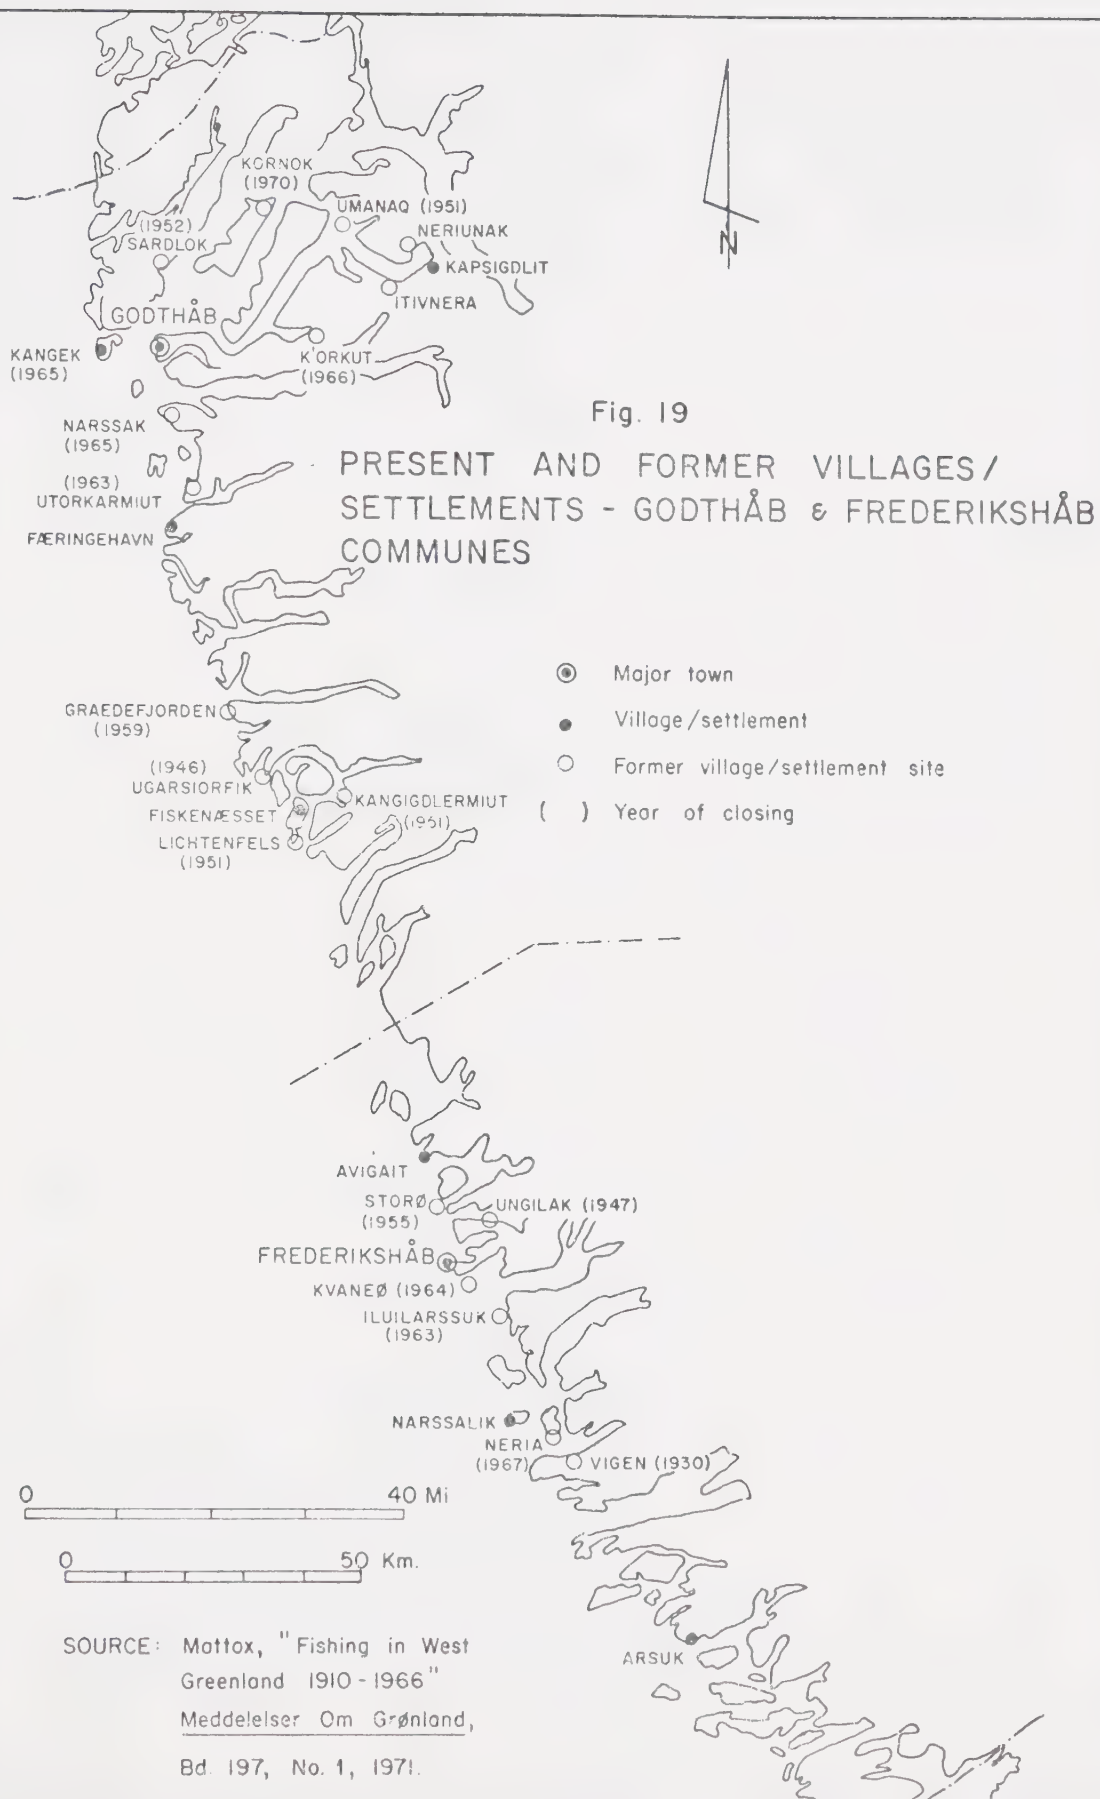 KORNOK
(1970)
UMANAQ (1951)
(1952)
SARDLOK
NERIUNAK
KAPSIGDLIT
ITIVNERA
N
GODTHÅB
KANGEK
(1965)
K'ORKUT
(1966)
NARSSAK
(1965)
(1963)
UTORKARMIUT
FÆRINGEHAVN
Fig. 19
PRESENT AND FORMER VILLAGES/
SETTLEMENTS - GODTHÅB & FREDERIKSHÅB
COMMUNES
Major town
Village/settlement
Former village/settlement site
( ) Year of closing
GRAEDEFJORDEN
(1959)
(1946)
UGARSIORFIK
FISKENÆSSET
KANGIGDLERMIUT
(1951)
LICHTENFELS
(1951)
AVIGAIT
STORØ
(1955)
UNGILAK (1947)
FREDERIKSHÅB
KVANEØ (1964)
ILUILARSSUK
(1963)
NARSSALIK
NERIA
(1967)
VIGEN (1930)
0 40 Mi
0 50 Km.
ARSUK
SOURCE: Mattox, "Fishing in West
Greenland 1910-1966"
Meddelelser Om Grønland,
Bd. 197, No. 1, 1971.